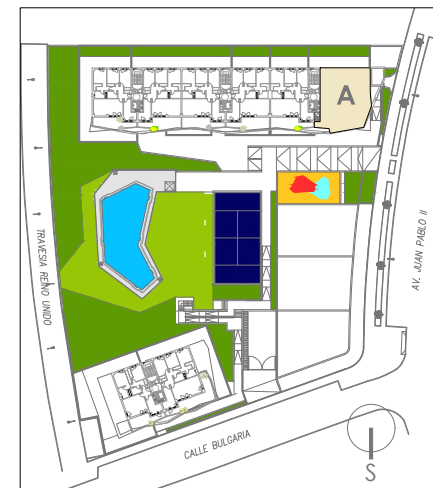 A
TRAVESIA REINO UNIDO
AV. JUAN PABLO II
CALLE BULGARIA
S